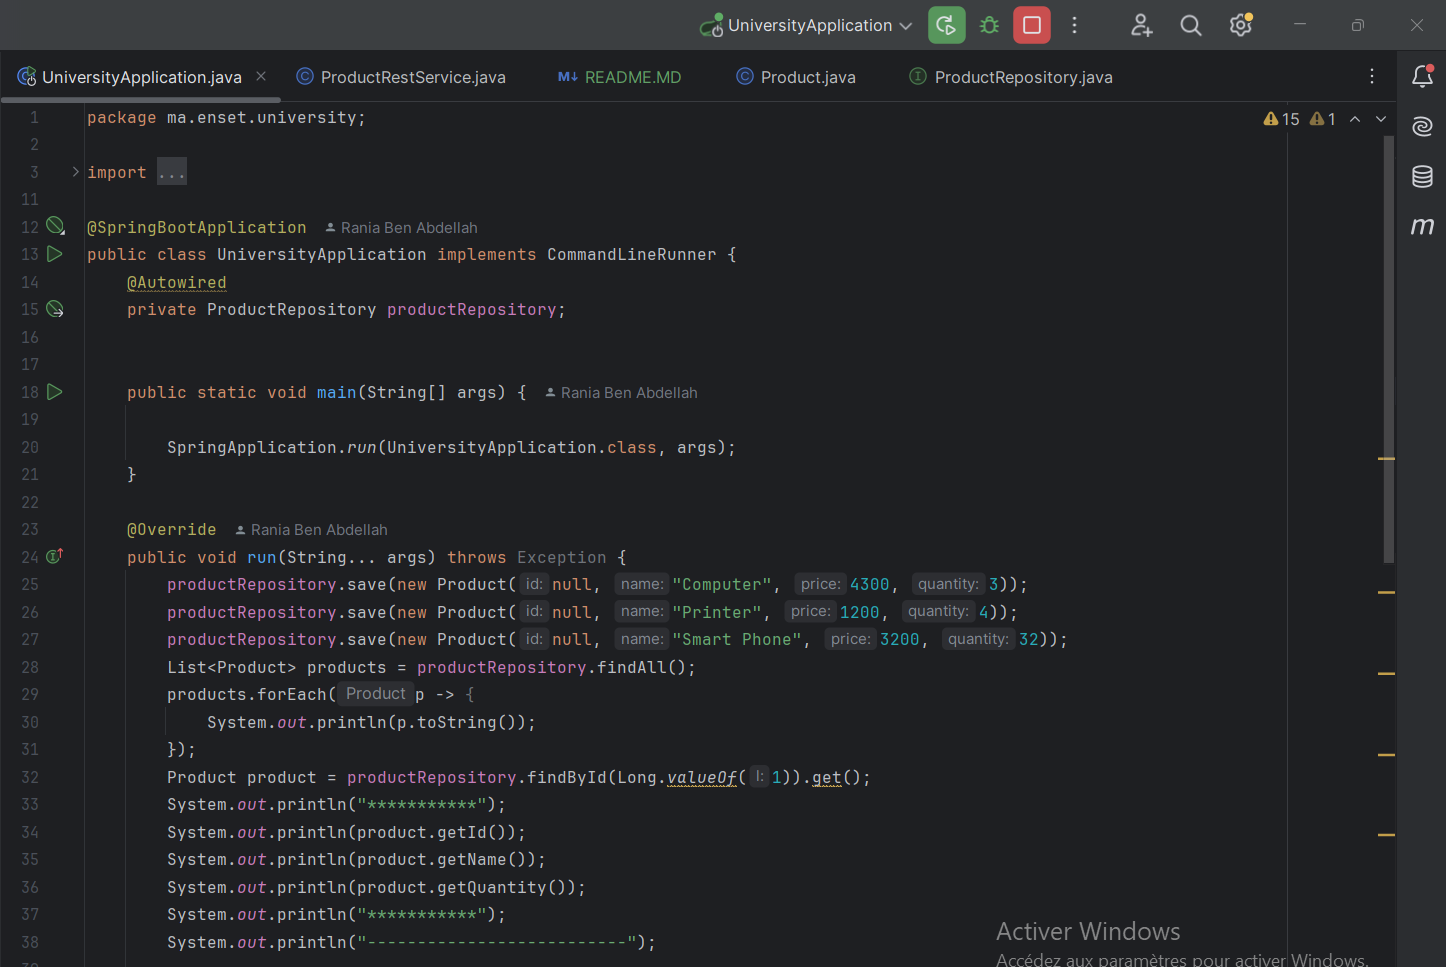 UniversityApplication
UniversityApplication.java ProductRestService.java M↓ README.MD Product.java ProductRepository.java
15 1
1 package ma.enset.university;
2
3 import ...
11
12 @SpringBootApplication Rania Ben Abdellah
13 public class UniversityApplication implements CommandLineRunner {
14 @Autowired
15 private ProductRepository productRepository;
16
17
18 public static void main(String[] args) { Rania Ben Abdellah
19
20 SpringApplication.run(UniversityApplication.class, args);
21 }
22
23 @Override Rania Ben Abdellah
24 public void run(String... args) throws Exception {
25 productRepository.save(new Product( id: null, name: "Computer", price: 4300, quantity: 3));
26 productRepository.save(new Product( id: null, name: "Printer", price: 1200, quantity: 4));
27 productRepository.save(new Product( id: null, name: "Smart Phone", price: 3200, quantity: 32));
28 List<Product> products = productRepository.findAll();
29 products.forEach( Product p -> {
30 System.out.println(p.toString());
31 });
32 Product product = productRepository.findById(Long.valueOf( l: 1)).get();
33 System.out.println("***********");
34 System.out.println(product.getId());
35 System.out.println(product.getName());
36 System.out.println(product.getQuantity());
37 System.out.println("***********");
38 System.out.println("--------------------------");
m
Activer Windows
Accédez aux paramètres pour activer Windows.